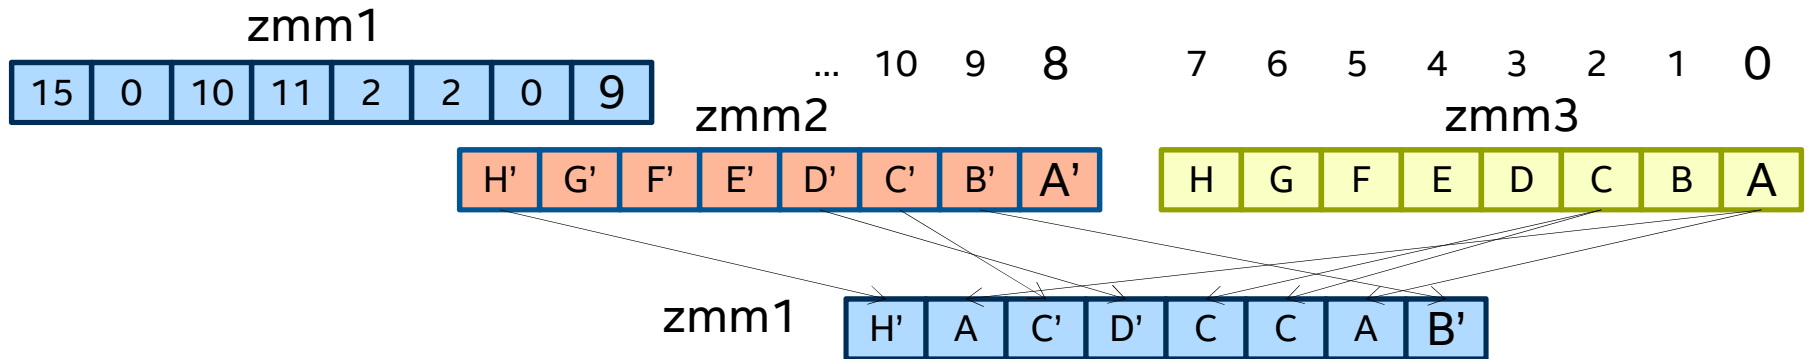 zmm1
15 0 10 11 2 2 0 9
... 10 9 8 7 6 5 4 3 2 1 0
zmm2 zmm3
H’ G’ F’ E’ D’ C’ B’ A’ H G F E D C B A
zmm1 H’ A C’ D’ C C A B’